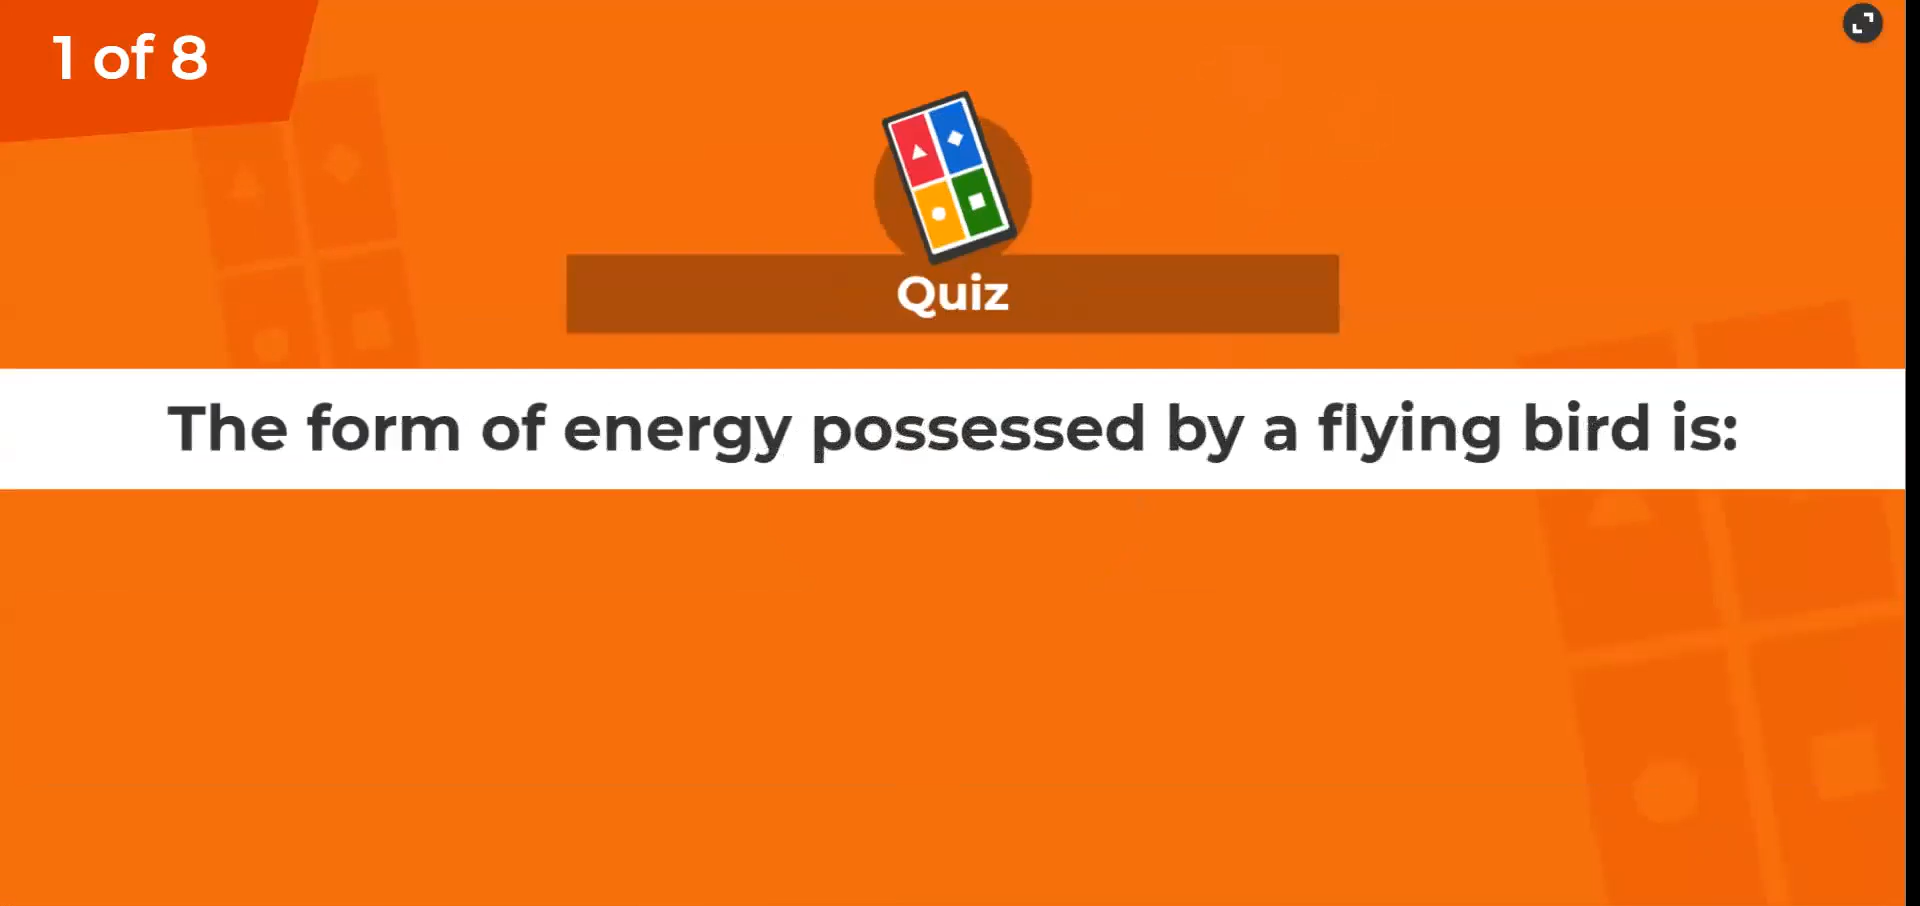 1 of 8
Quiz
The form of energy possessed by a flying bird is: